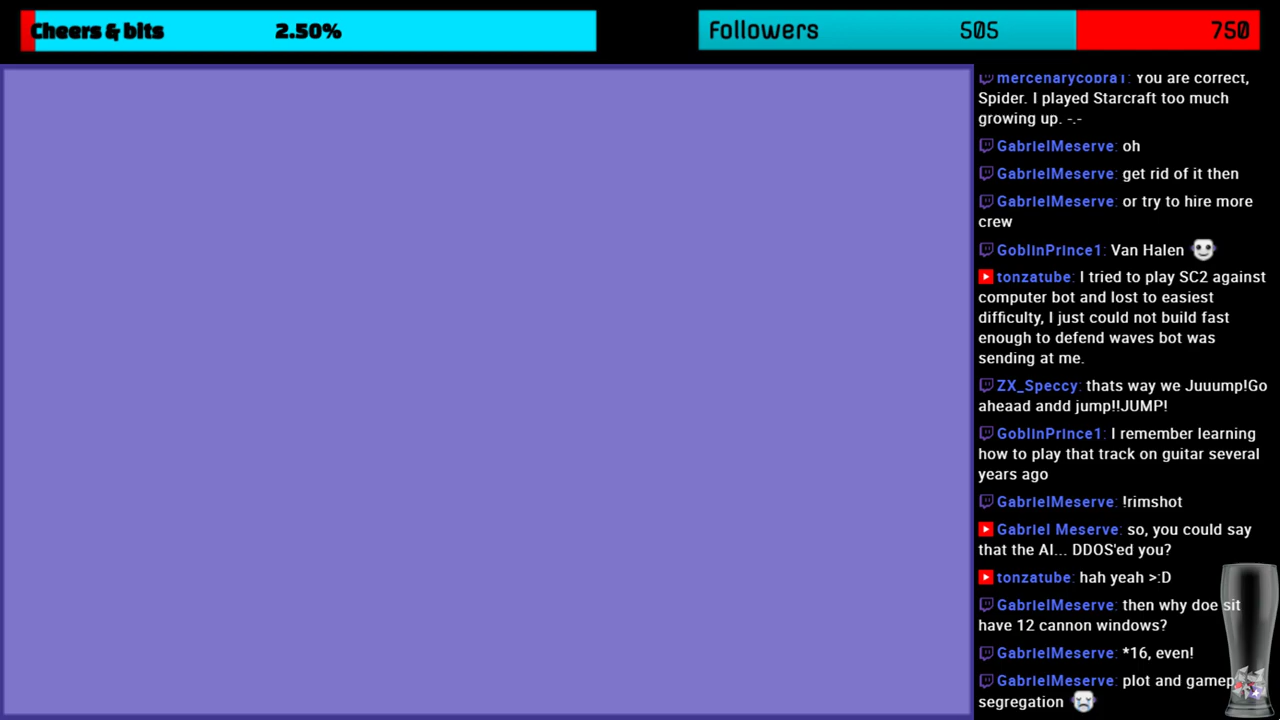 Cheers & bits 2.50%
Followers 505 750
mercenarycobra1: You are correct,
Spider. I played Starcraft too much
growing up. -.-
GabrielMeserve: oh
GabrielMeserve: get rid of it then
GabrielMeserve: or try to hire more
crew
GoblinPrince1: Van Halen
tonzatube: I tried to play SC2 against
computer bot and lost to easiest
difficulty, I just could not build fast
enough to defend waves bot was
sending at me.
ZX_Speccy: thats way we Juuump!Go
aheaad andd jump!!JUMP!
GoblinPrince1: I remember learning
how to play that track on guitar several
years ago
GabrielMeserve: !rimshot
Gabriel Meserve: so, you could say
that the AI... DDOS'ed you?
tonzatube: hah yeah >:D
GabrielMeserve: then why doe sit
have 12 cannon windows?
GabrielMeserve: *16, even!
GabrielMeserve: plot and
segregation